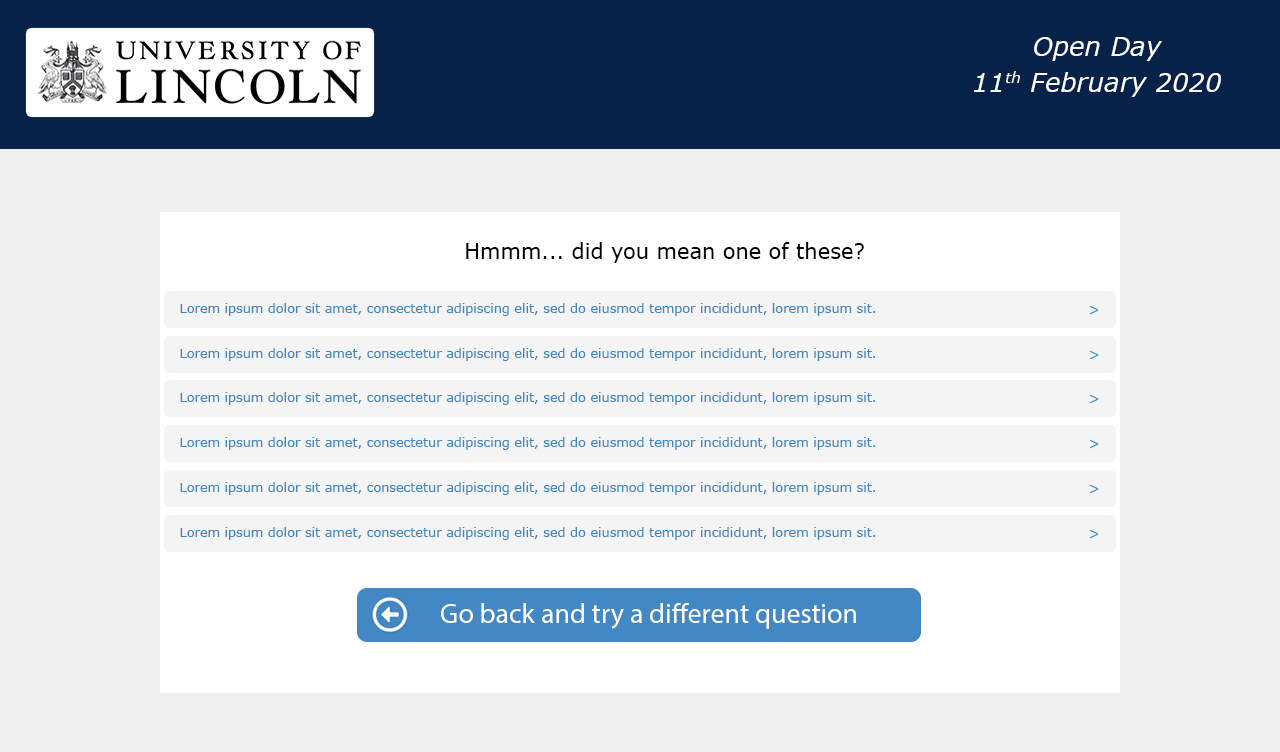 UNIVERSITY OF
LINCOLN
Open Day
11th February 2020
Hmmm... did you mean one of these?
Lorem ipsum dolor sit amet, consectetur adipiscing elit, sed do eiusmod tempor incididunt, lorem ipsum sit. >
Lorem ipsum dolor sit amet, consectetur adipiscing elit, sed do eiusmod tempor incididunt, lorem ipsum sit. >
Lorem ipsum dolor sit amet, consectetur adipiscing elit, sed do eiusmod tempor incididunt, lorem ipsum sit. >
Lorem ipsum dolor sit amet, consectetur adipiscing elit, sed do eiusmod tempor incididunt, lorem ipsum sit. >
Lorem ipsum dolor sit amet, consectetur adipiscing elit, sed do eiusmod tempor incididunt, lorem ipsum sit. >
Lorem ipsum dolor sit amet, consectetur adipiscing elit, sed do eiusmod tempor incididunt, lorem ipsum sit. >
Go back and try a different question